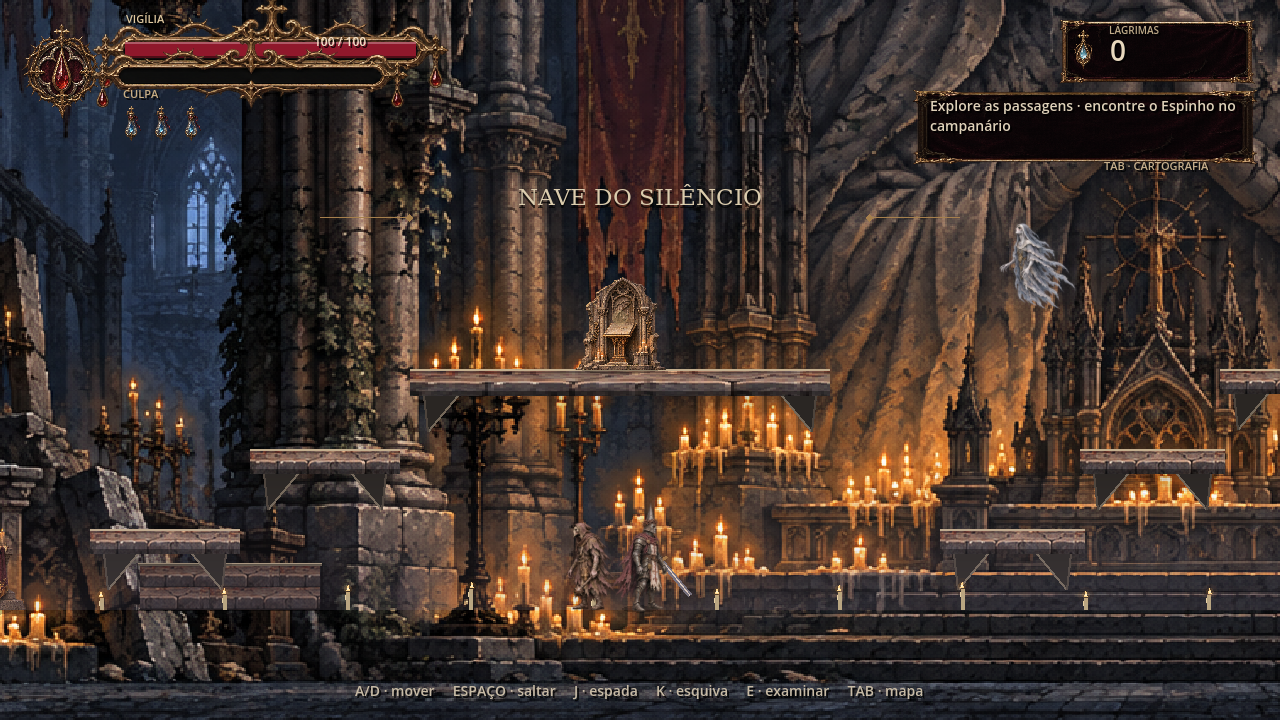 VIGÍLIA
100 / 100
CULPA
LÁGRIMAS
0
Explore as passagens · encontre o Espinho no
campanário
TAB · CARTOGRAFIA
NAVE DO SILÊNCIO
A/D · mover ESPAÇO · saltar J · espada K · esquiva E · examinar TAB · mapa